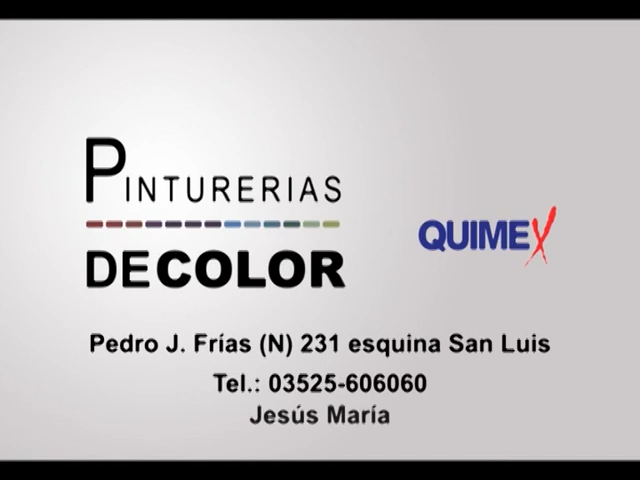 PINTURERIAS
DECOLOR
QUIMEX
Pedro J. Frías (N) 231 esquina San Luis
Tel.: 03525-606060
Jesús María